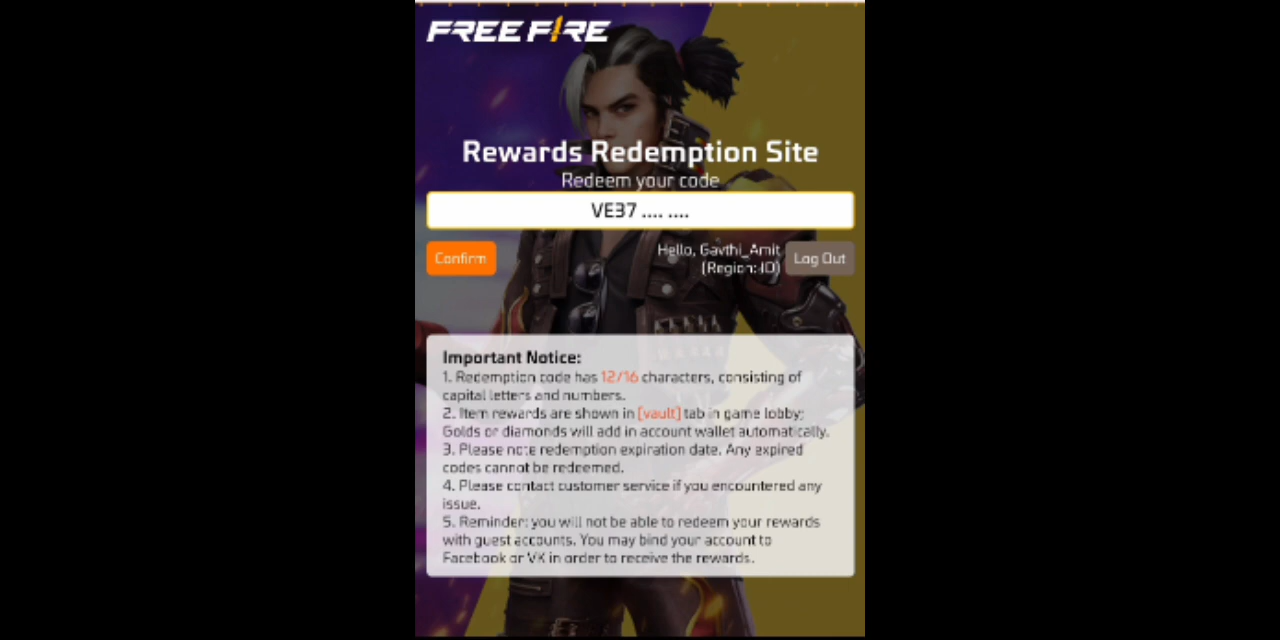 FREE FIRE
Rewards Redemption Site
Redeem your code
VE37 .... ....
Confirm
Hello, Gavthi_Amit
(Region:ID)
Log Out
Important Notice:
1. Redemption code has 12/16 characters, consisting of
capital letters and numbers.
2. Item rewards are shown in [vault] tab in game lobby;
Golds or diamonds will add in account wallet automatically.
3. Please note redemption expiration date. Any expired
codes cannot be redeemed.
4. Please contact customer service if you encountered any
issue.
5. Reminder: you will not be able to redeem your rewards
with guest accounts. You may bind your account to
Facebook or VK in order to receive the rewards.